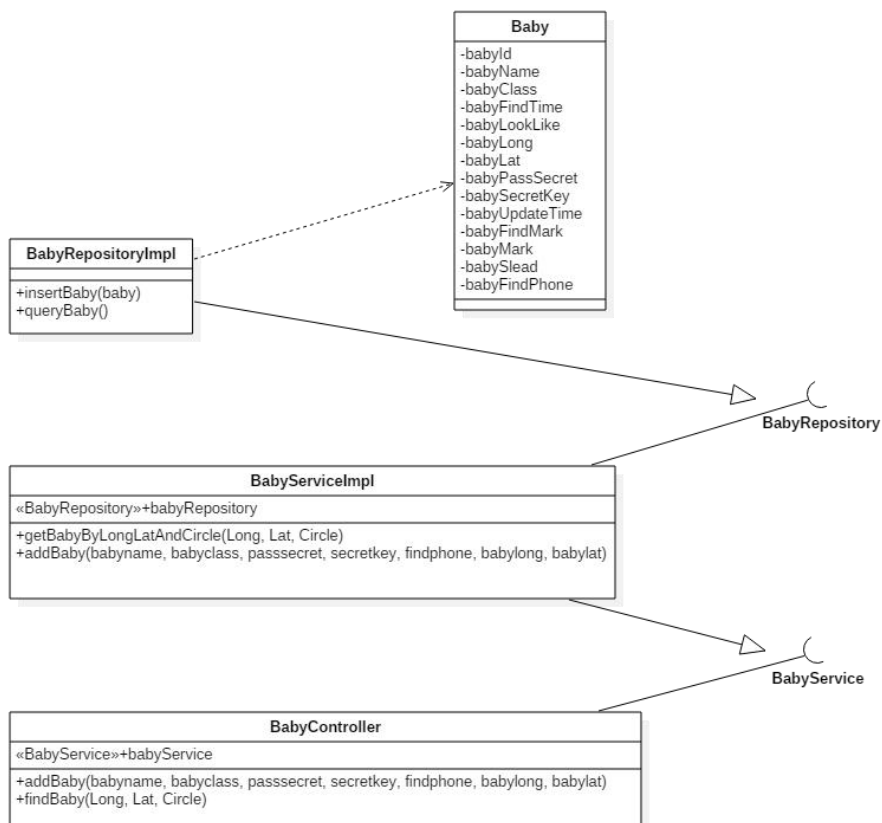 Baby
-babyId
-babyName
-babyClass
-babyFindTime
-babyLookLike
-babyLong
-babyLat
-babyPassSecret
-babySecretKey
-babyUpdateTime
-babyFindMark
-babyMark
-babySlead
-babyFindPhone
BabyRepositoryImpl
+insertBaby(baby)
+queryBaby()
BabyRepository
BabyServiceImpl
«BabyRepository»+babyRepository
+getBabyByLongLatAndCircle(Long, Lat, Circle)
+addBaby(babyname, babyclass, passsecret, secretkey, findphone, babylong, babylat)
BabyService
BabyController
«BabyService»+babyService
+addBaby(babyname, babyclass, passsecret, secretkey, findphone, babylong, babylat)
+findBaby(Long, Lat, Circle)